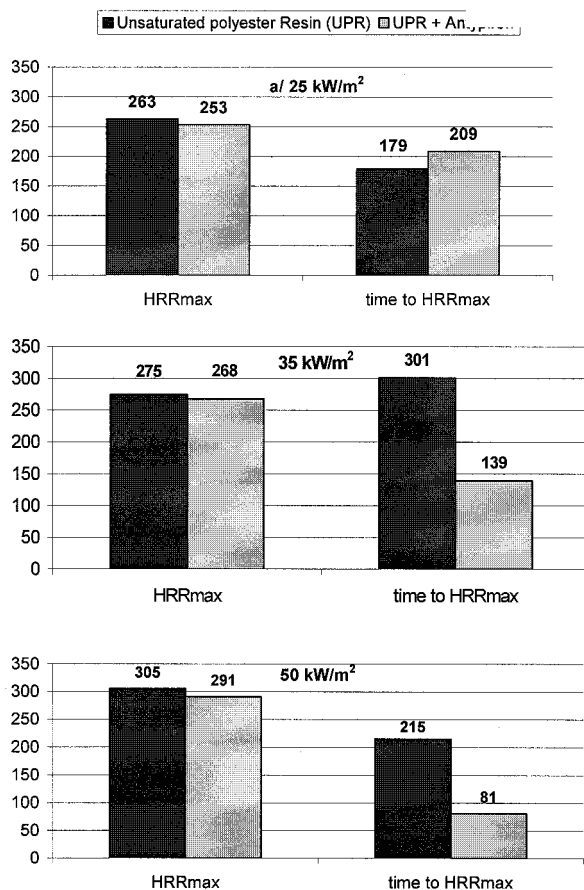 Unsaturated polyester Resin (UPR) UPR +
a/ 25 kW/m²
350
300
250
200
150
100
50
0
263 253 179 209
HRRmax time to HRRmax
35 kW/m²
350
300
250
200
150
100
50
0
275 268 301 139
HRRmax time to HRRmax
50 kW/m²
350
300
250
200
150
100
50
0
305 291 215 81
HRRmax time to HRRmax